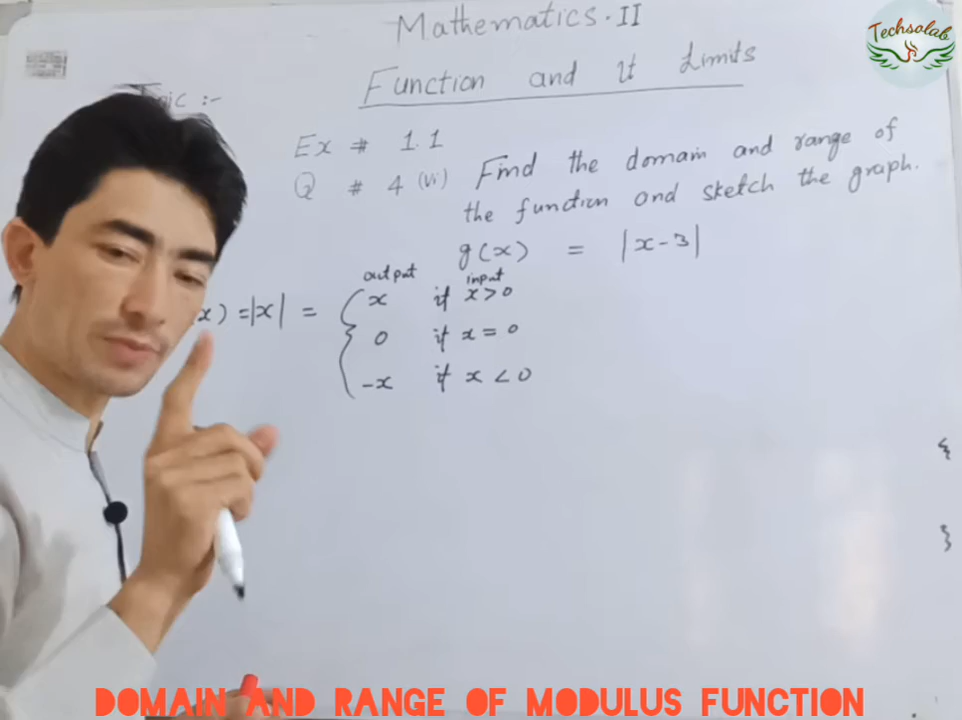 Mathematics.II
Techsolab
Function and it Limits
Ex # 1.1
Q # 4 (vi) Find the domain and range of
the function and sketch the graph.
g(x) = |x-3|
output input
x) =|x| = { x if x>0
0 if x = 0
-x if x < 0
{
}
DOMAIN AND RANGE OF MODULUS FUNCTION